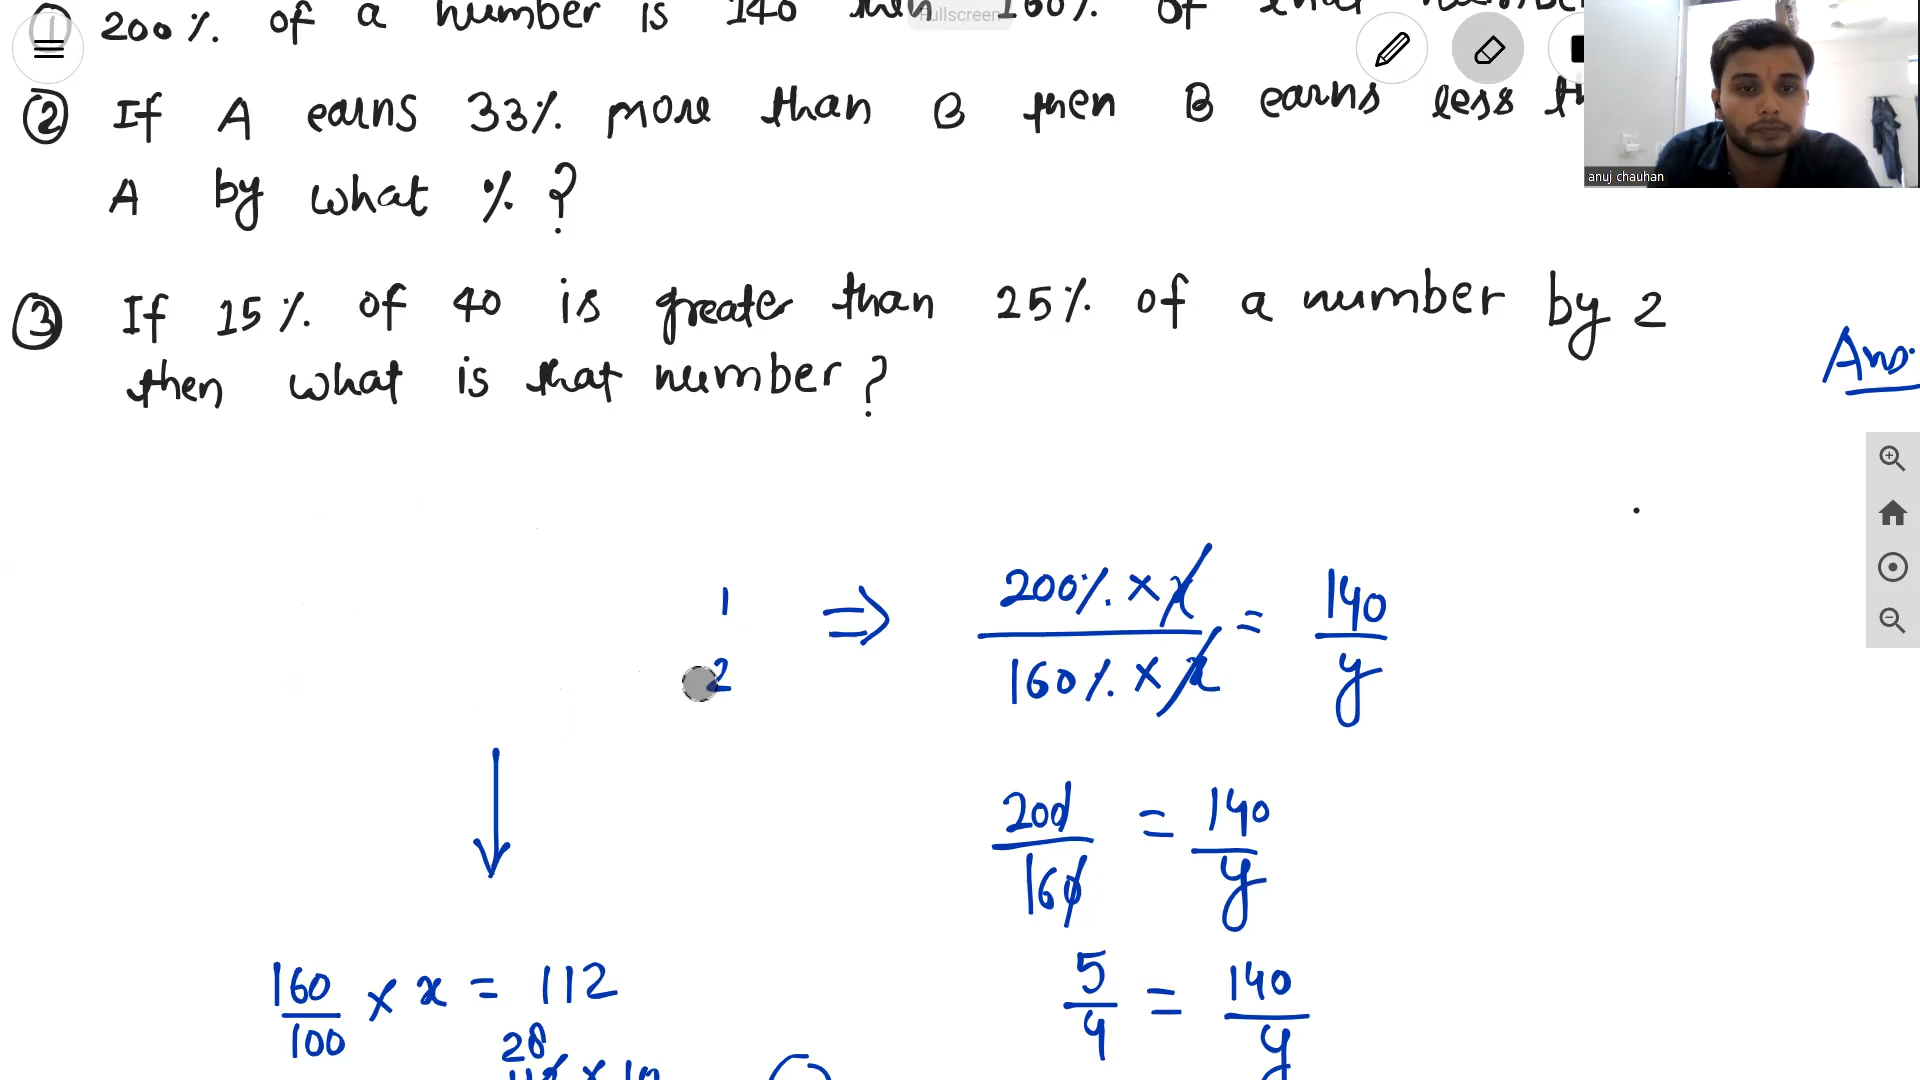 ① 200% of a number is 140 then 160% of that number
Fullscreen
② If A earns 33% more than B then B earns less
A by what % ?
anuj chauhan
③ If 15% of 40 is greater than 25% of a number by 2
then what is that number ?
Ans.
1 ⇒ 200% × x / 160% × x = 140 / y
2
200 / 160 = 140 / y
160 / 100 × x = 112
5 / 4 = 140 / y
28